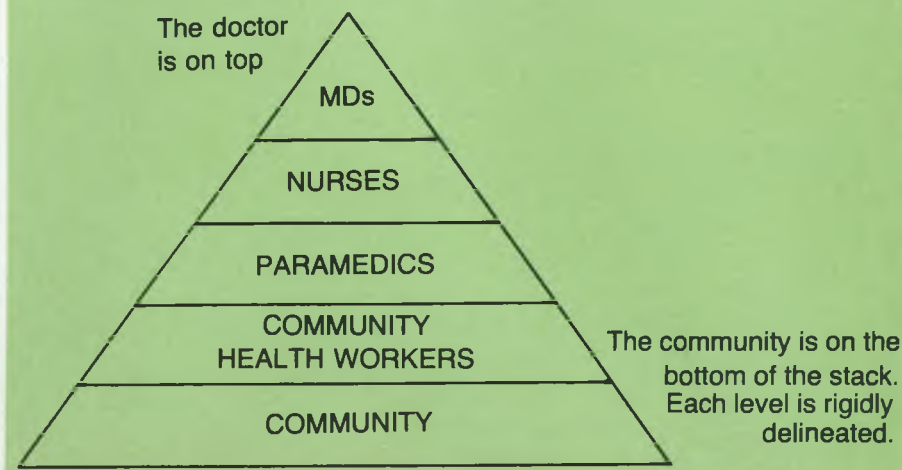 The doctor
is on top
MDs
NURSES
PARAMEDICS
COMMUNITY
HEALTH WORKERS
The community is on the
bottom of the stack.
Each level is rigidly
delineated.
COMMUNITY